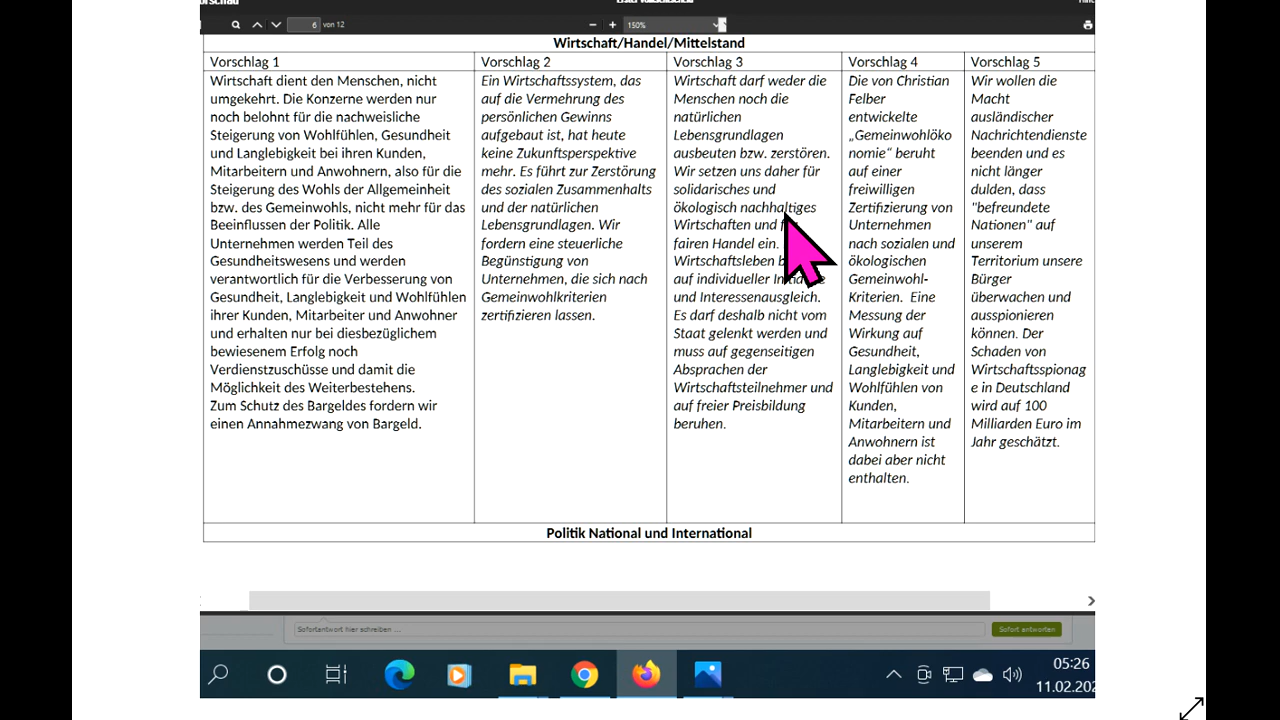 6 von 12
150%
Wirtschaft/Handel/Mittelstand
Vorschlag 1
Wirtschaft dient den Menschen, nicht
umgekehrt. Die Konzerne werden nur
noch belohnt für die nachweisliche
Steigerung von Wohlfühlen, Gesundheit
und Langlebigkeit bei ihren Kunden,
Mitarbeitern und Anwohnern, also für die
Steigerung des Wohls der Allgemeinheit
bzw. des Gemeinwohls, nicht mehr für das
Beeinflussen der Politik. Alle
Unternehmen werden Teil des
Gesundheitswesens und werden
verantwortlich für die Verbesserung von
Gesundheit, Langlebigkeit und Wohlfühlen
ihrer Kunden, Mitarbeiter und Anwohner
und erhalten nur bei diesbezüglichem
bewiesenem Erfolg noch
Verdienstzuschüsse und damit die
Möglichkeit des Weiterbestehens.
Zum Schutz des Bargeldes fordern wir
einen Annahmezwang von Bargeld.
Vorschlag 2
Ein Wirtschaftssystem, das
auf die Vermehrung des
persönlichen Gewinns
aufgebaut ist, hat heute
keine Zukunftsperspektive
mehr. Es führt zur Zerstörung
des sozialen Zusammenhalts
und der natürlichen
Lebensgrundlagen. Wir
fordern eine steuerliche
Begünstigung von
Unternehmen, die sich nach
Gemeinwohlkriterien
zertifizieren lassen.
Vorschlag 3
Wirtschaft darf weder die
Menschen noch die
natürlichen
Lebensgrundlagen
ausbeuten bzw. zerstören.
Wir setzen uns daher für
solidarisches und
ökologisch nachhaltiges
Wirtschaften und
fairen Handel ein.
Wirtschaftsleben
auf individueller
und Interessenausgleich.
Es darf deshalb nicht vom
Staat gelenkt werden und
muss auf gegenseitigen
Absprachen der
Wirtschaftsteilnehmer und
auf freier Preisbildung
beruhen.
Vorschlag 4
Die von Christian
Felber
entwickelte
„Gemeinwohlöko
nomie“ beruht
auf einer
freiwilligen
Zertifizierung von
Unternehmen
nach sozialen und
ökologischen
Gemeinwohl-
Kriterien. Eine
Messung der
Wirkung auf
Gesundheit,
Langlebigkeit und
Wohlfühlen von
Kunden,
Mitarbeitern und
Anwohnern ist
dabei aber nicht
enthalten.
Vorschlag 5
Wir wollen die
Macht
ausländischer
Nachrichtendienste
beenden und es
nicht länger
dulden, dass
"befreundete
Nationen" auf
unserem
Territorium unsere
Bürger
überwachen und
ausspionieren
können. Der
Schaden von
Wirtschaftsspionag
e in Deutschland
wird auf 100
Milliarden Euro im
Jahr geschätzt.
Politik National und International
Sofortantwort hier schreiben ...
Sofort antworten
05:26
11.02.202